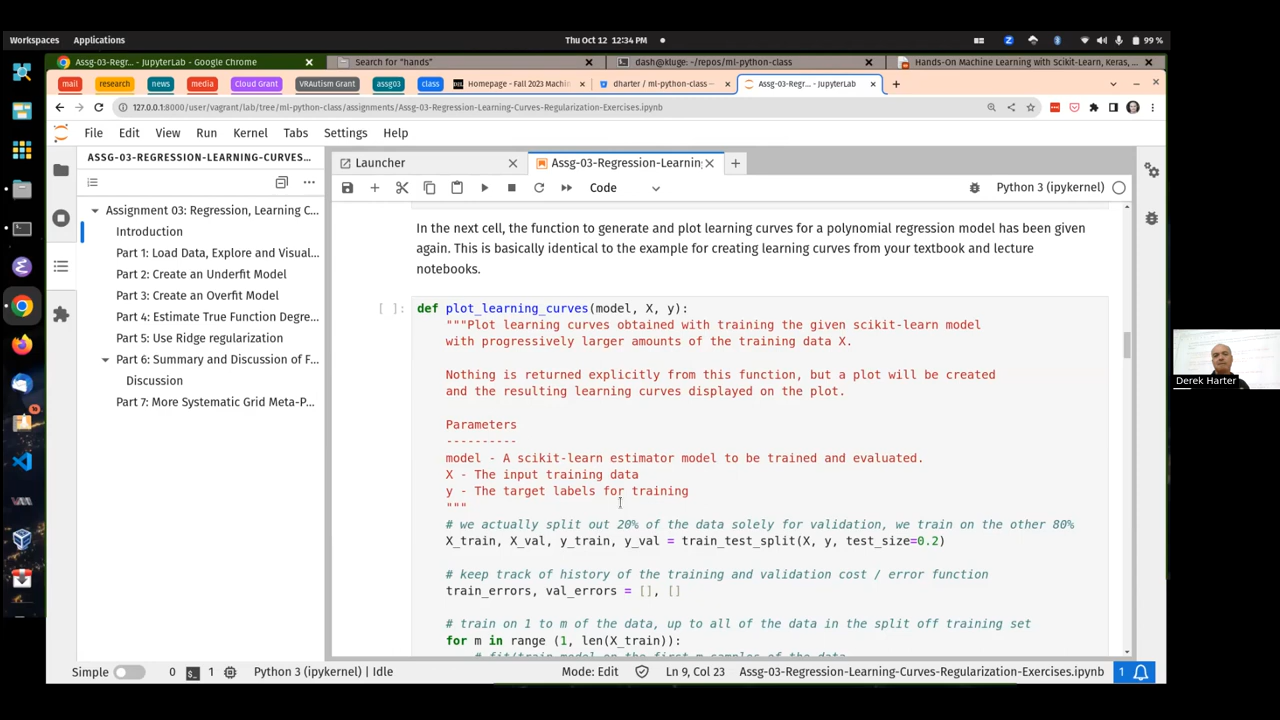 Workspaces Applications Thu Oct 12 12:34 PM 99 %
Assg-03-Regr... - JupyterLab - Google Chrome Search for "hands" dash@kluge: ~/repos/ml-python-class Hands-On Machine Learning with Scikit-Learn, Keras, ...
mail research news media Cloud Grant VRAutism Grant assg03 class Homepage - Fall 2023 Machin dharter / ml-python-class — Assg-03-Regr... - JupyterLab
127.0.0.1:8000/user/vagrant/lab/tree/ml-python-class/assignments/Assg-03-Regression-Learning-Curves-Regularization-Exercises.ipynb
File Edit View Run Kernel Tabs Settings Help
ASSG-03-REGRESSION-LEARNING-CURVES...
Launcher
Assg-03-Regression-Learnin
Code
Python 3 (ipykernel)
Assignment 03: Regression, Learning C...
Introduction
Part 1: Load Data, Explore and Visual...
Part 2: Create an Underfit Model
Part 3: Create an Overfit Model
Part 4: Estimate True Function Degre...
Part 5: Use Ridge regularization
Part 6: Summary and Discussion of F...
Discussion
Part 7: More Systematic Grid Meta-P...
In the next cell, the function to generate and plot learning curves for a polynomial regression model has been given
again. This is basically identical to the example for creating learning curves from your textbook and lecture
notebooks.
[ ]: def plot_learning_curves(model, X, y):
"""Plot learning curves obtained with training the given scikit-learn model
with progressively larger amounts of the training data X.
Nothing is returned explicitly from this function, but a plot will be created
and the resulting learning curves displayed on the plot.
Parameters
----------
model - A scikit-learn estimator model to be trained and evaluated.
X - The input training data
y - The target labels for training
"""
# we actually split out 20% of the data solely for validation, we train on the other 80%
X_train, X_val, y_train, y_val = train_test_split(X, y, test_size=0.2)
# keep track of history of the training and validation cost / error function
train_errors, val_errors = [], []
# train on 1 to m of the data, up to all of the data in the split off training set
for m in range (1, len(X_train)):
# fit/train model on the first m samples of the data
Simple 0 1 Python 3 (ipykernel) | Idle Mode: Edit Ln 9, Col 23 Assg-03-Regression-Learning-Curves-Regularization-Exercises.ipynb 1
Derek Harter